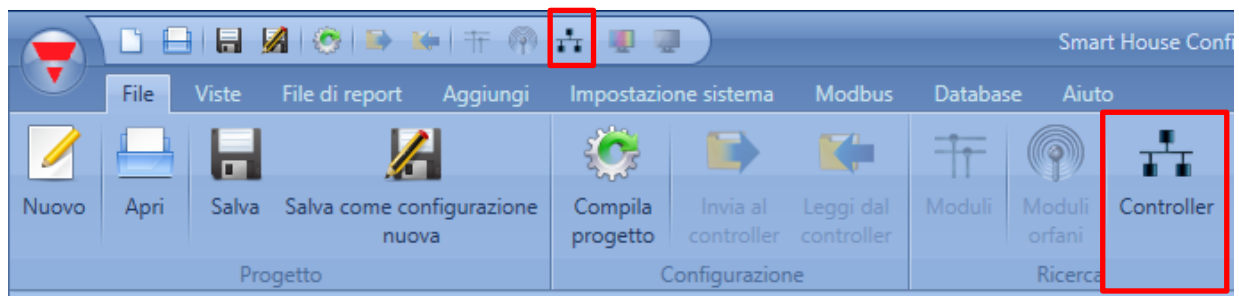 Smart House Confi
File Viste File di report Aggiungi Impostazione sistema Modbus Database Aiuto
Nuovo Apri Salva Salva come configurazione Compila Invia al Leggi dal Moduli Moduli Controller
nuova progetto controller controller orfani
Progetto Configurazione Ricerca